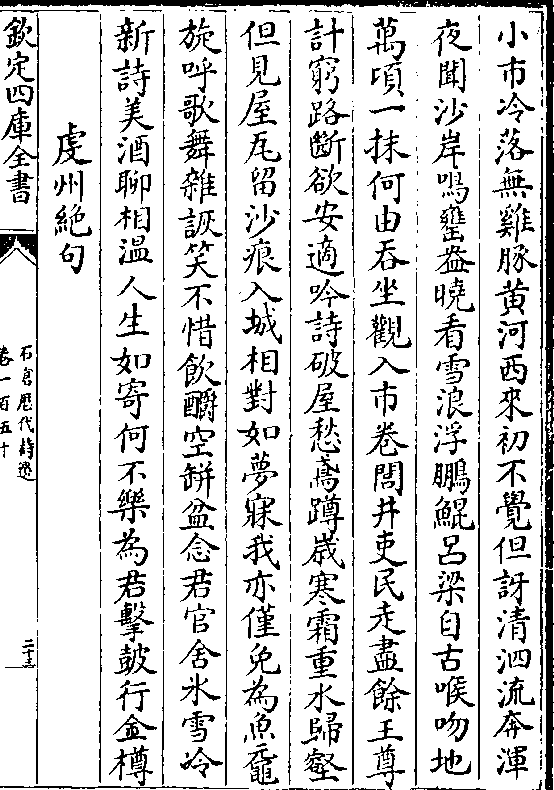 小市冷落無雞豚黄河西來初不覺但訝清泗流奔渾
夜聞沙岸鳴罋盎曉看雪浪浮鵬鯤吕梁自古喉吻地
萬頃一抹何由吞坐觀入市卷閭井吏民走盡餘王尊
計窮路斷欲安適吟詩破屋愁鳶蹲嵗寒霜重水歸壑
但見屋瓦留沙痕入城相對如夢寐我亦僅免為魚黿
旋呼歌舞雜詼笑不惜飲釂空缾盆念君官舍氷雪冷
新詩美酒聊相温人生如寄何不樂為君擊皷行金樽
虔州絶句
欽定四庫全書
石倉歴代詩選
卷一百五十
二十三